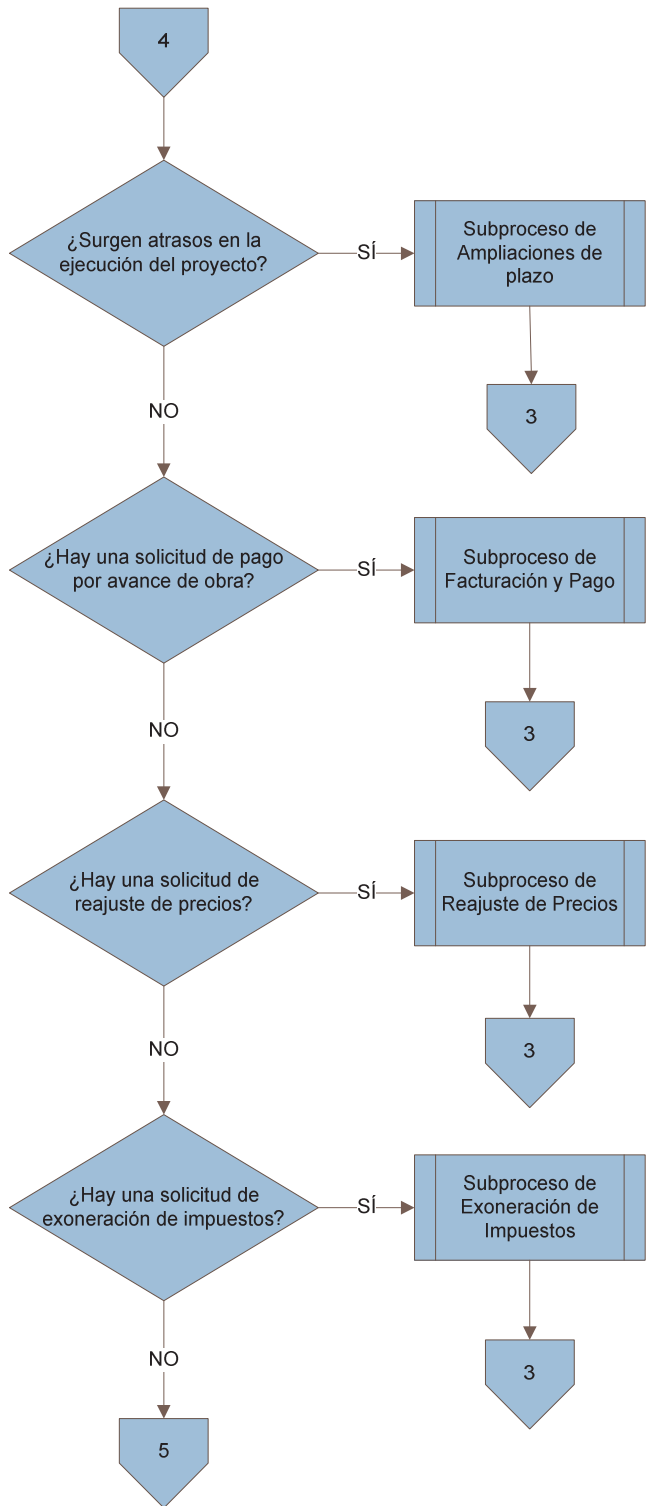 4
¿Surgen atrasos en la
ejecución del proyecto?
SÍ
Subproceso de
Ampliaciones de
plazo
3
NO
¿Hay una solicitud de pago
por avance de obra?
SÍ
Subproceso de
Facturación y Pago
3
NO
¿Hay una solicitud de
reajuste de precios?
SÍ
Subproceso de
Reajuste de Precios
3
NO
¿Hay una solicitud de
exoneración de impuestos?
SÍ
Subproceso de
Exoneración de
Impuestos
3
NO
5